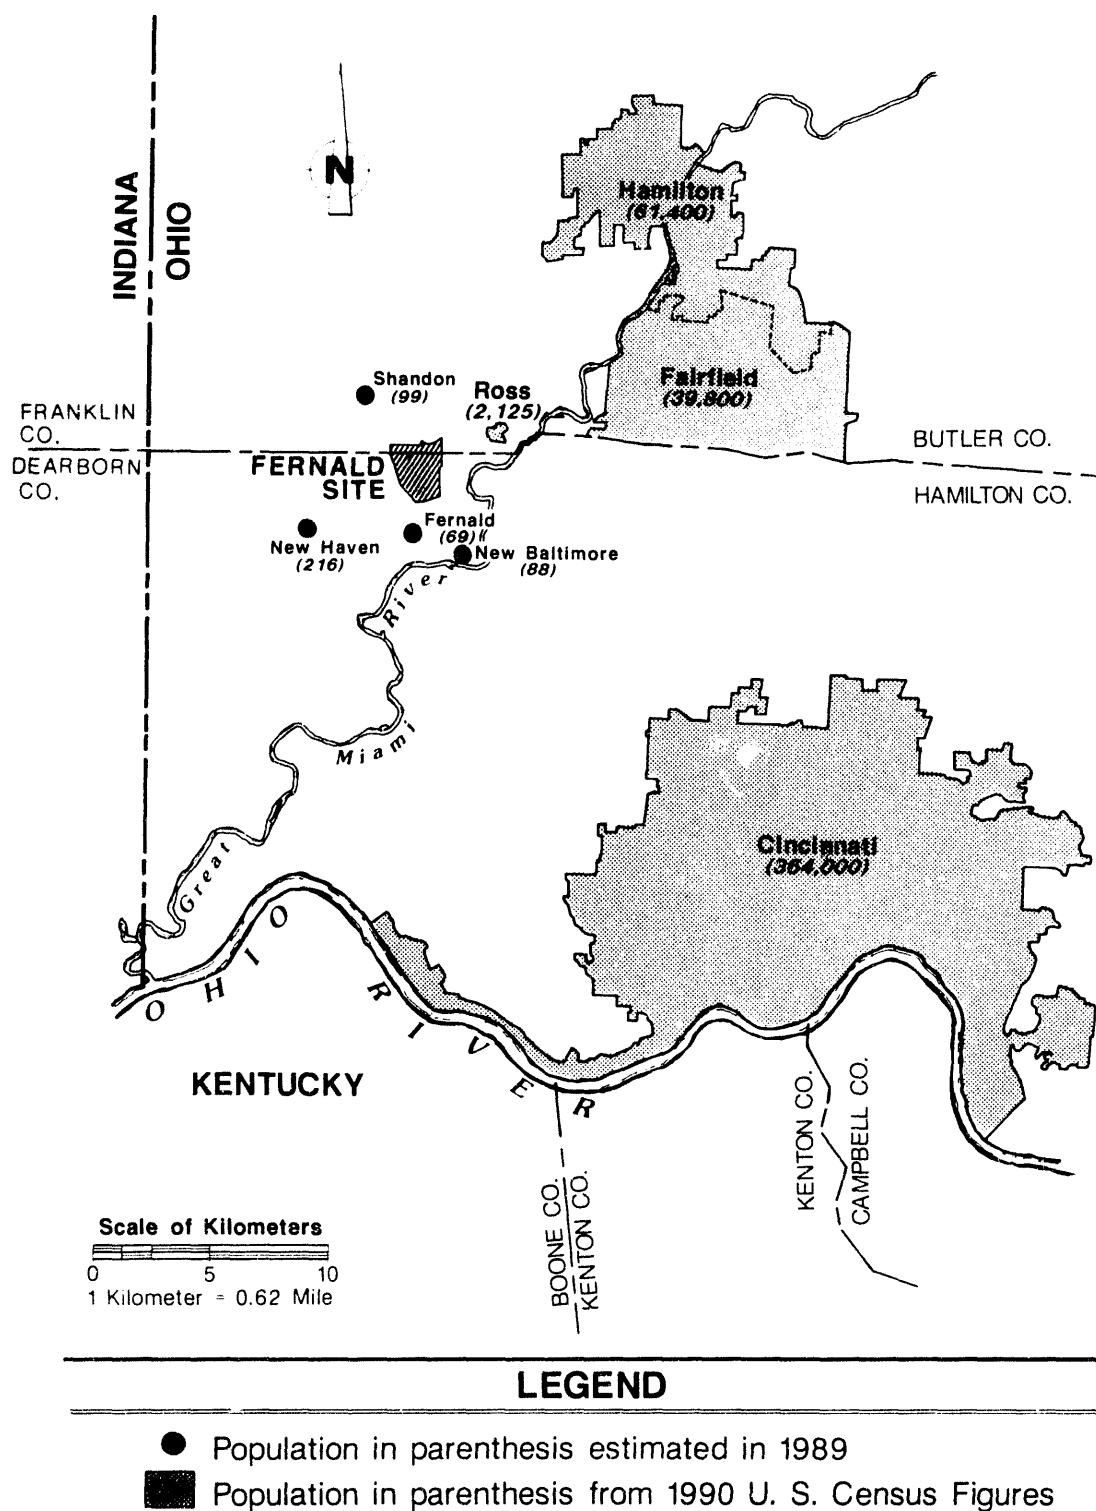 N
INDIANA
OHIO
Hamilton
(61,400)
Fairfield
(39,800)
Shandon
(99)
Ross
(2,125)
FRANKLIN
CO.
DEARBORN
CO.
BUTLER CO.
HAMILTON CO.
FERNALD
SITE
Fernald
(69)
New Haven
(216)
New Baltimore
(88)
Great Miami River
Cincinnati
(364,000)
OHIO RIVER
KENTUCKY
BOONE CO.
KENTON CO.
KENTON CO.
CAMPBELL CO.
Scale of Kilometers
0 5 10
1 Kilometer = 0.62 Mile
LEGEND
Population in parenthesis estimated in 1989
Population in parenthesis from 1990 U. S. Census Figures